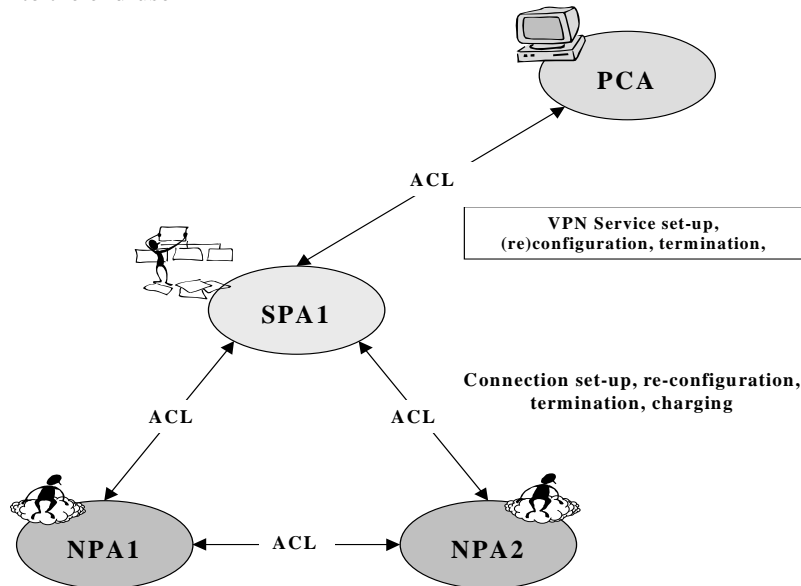 PCA
ACL
VPN Service set-up,
(re)configuration, termination,
SPA1
Connection set-up, re-configuration,
termination, charging
ACL
ACL
NPA1
ACL
NPA2